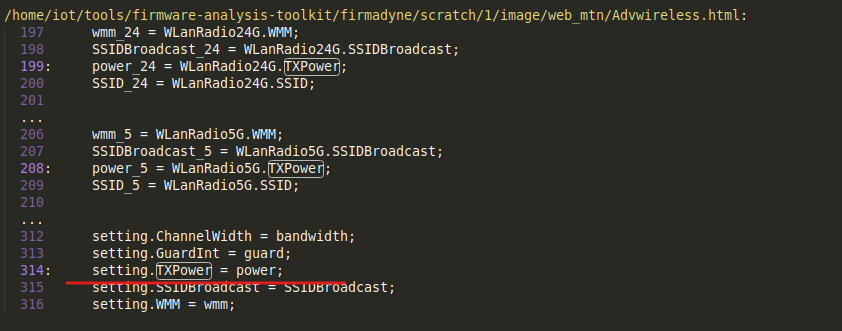 /home/iot/tools/firmware-analysis-toolkit/firmadyne/scratch/1/image/web_mtn/Advwireless.html:
197 wmm_24 = WLanRadio24G.WMM;
198 SSIDBroadcast_24 = WLanRadio24G.SSIDBroadcast;
199: power_24 = WLanRadio24G.TXPower;
200 SSID_24 = WLanRadio24G.SSID;
201
...
206 wmm_5 = WLanRadio5G.WMM;
207 SSIDBroadcast_5 = WLanRadio5G.SSIDBroadcast;
208: power_5 = WLanRadio5G.TXPower;
209 SSID_5 = WLanRadio5G.SSID;
210
...
312 setting.ChannelWidth = bandwidth;
313 setting.GuardInt = guard;
314: setting.TXPower = power;
315 setting.SSIDBroadcast = SSIDBroadcast;
316 setting.WMM = wmm;